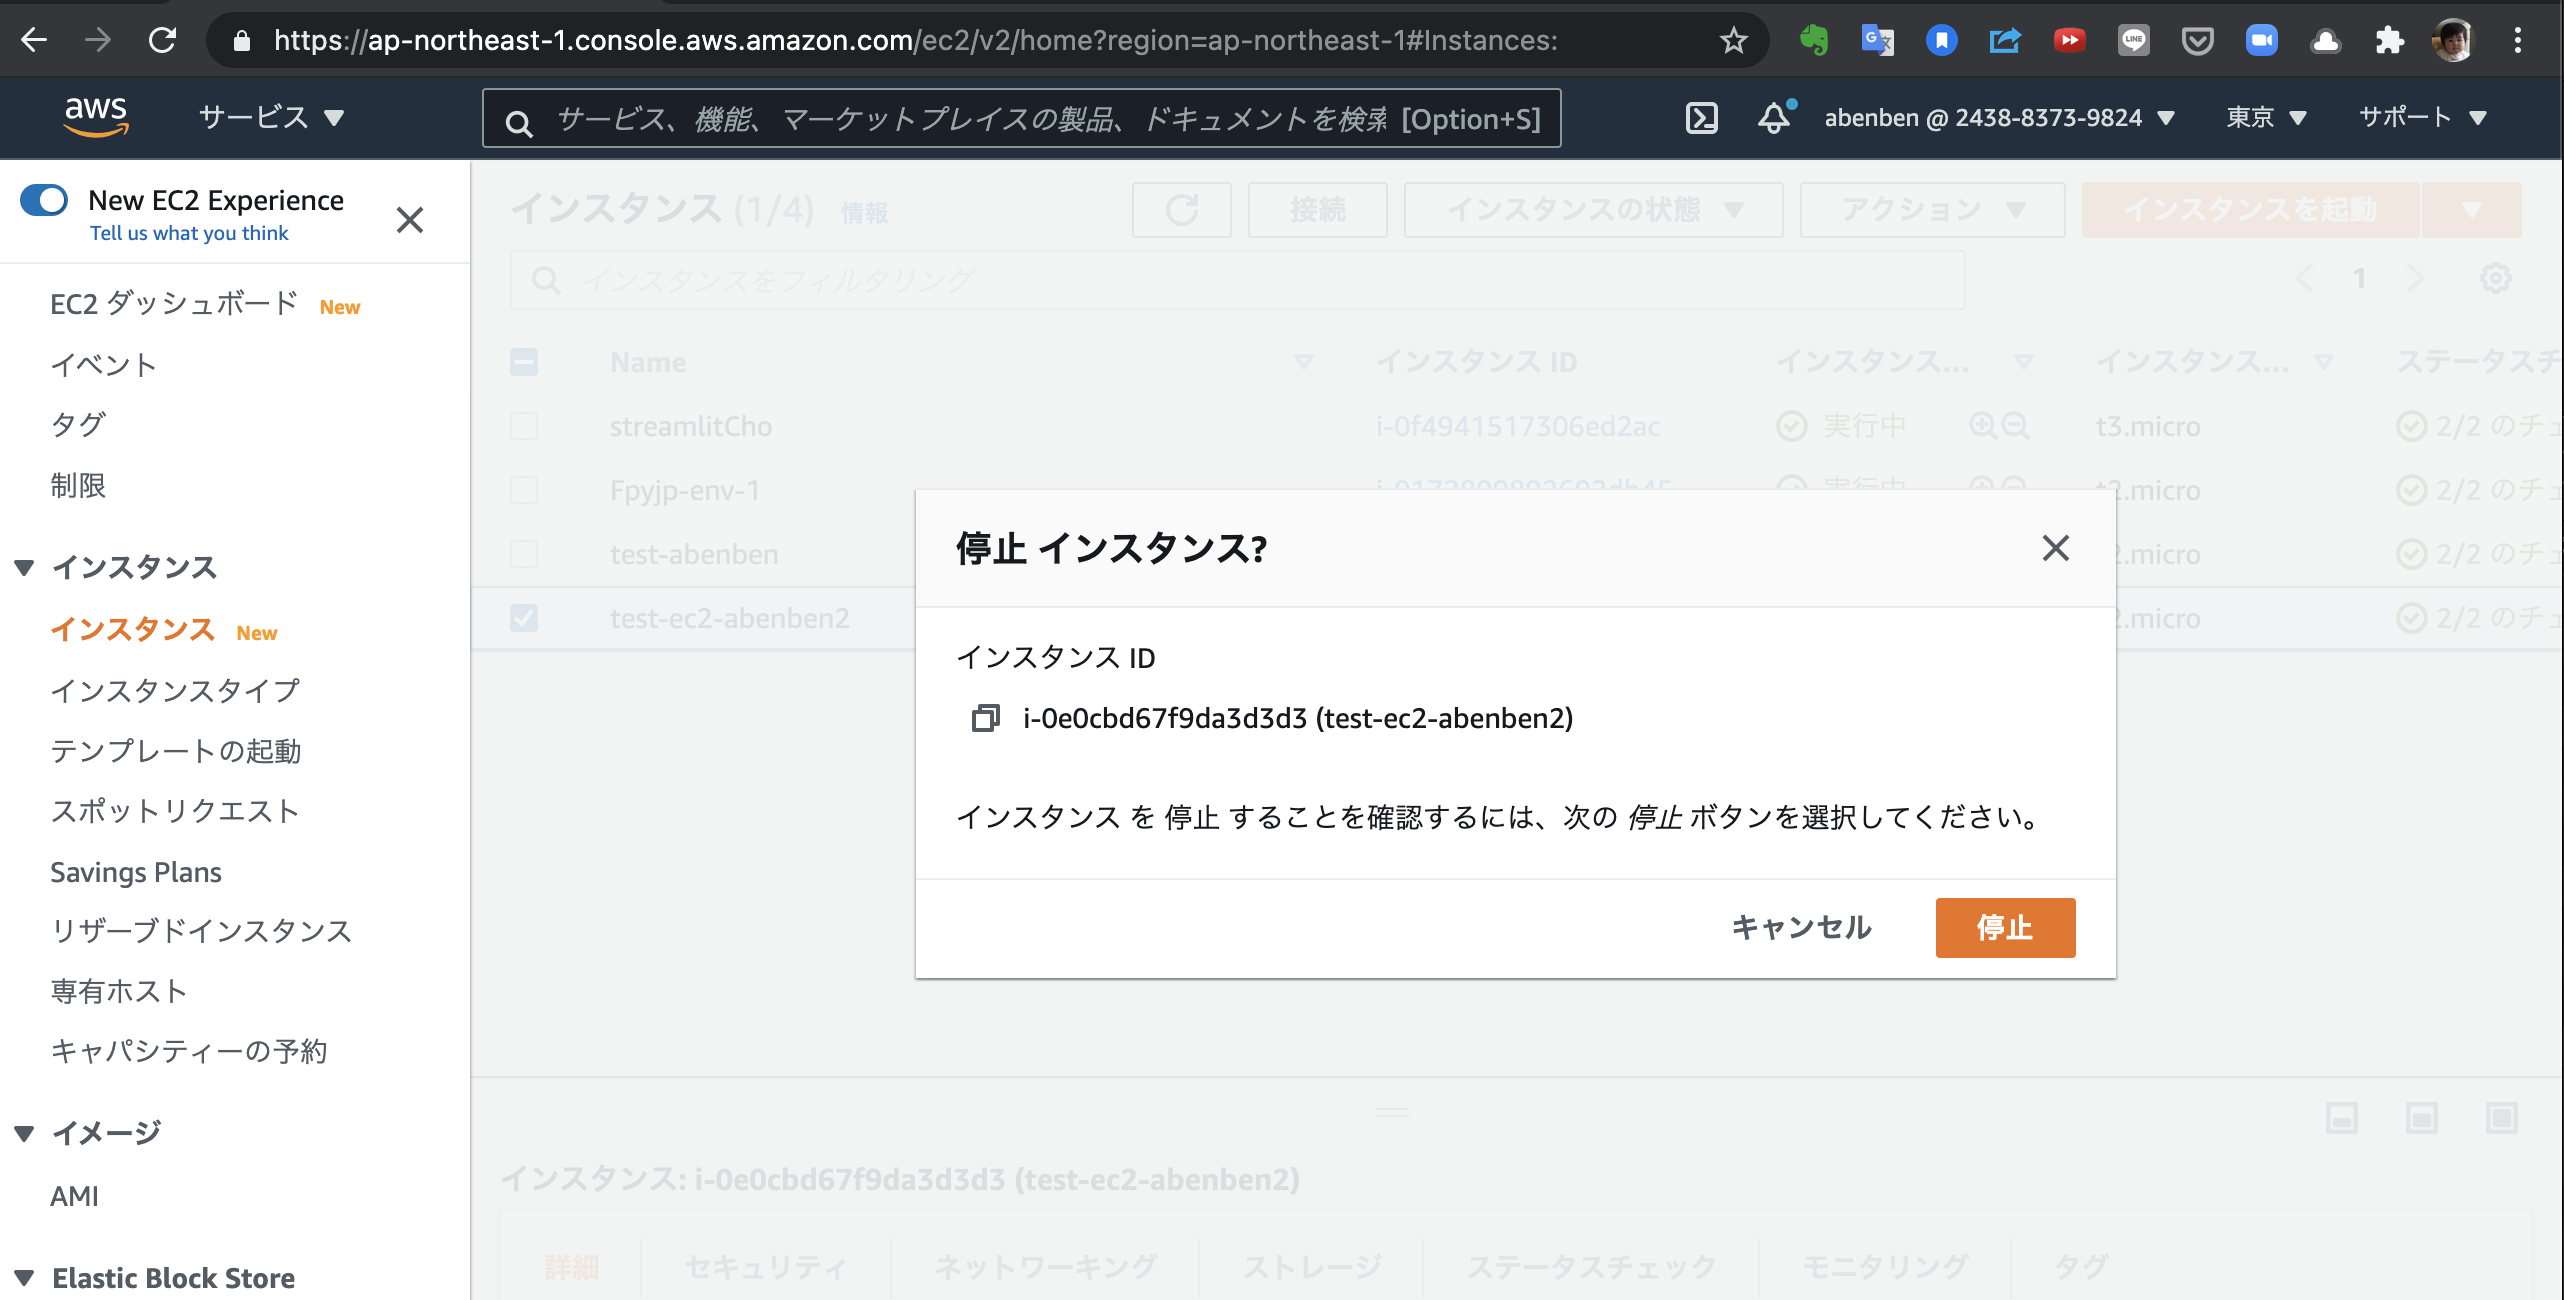 https://ap-northeast-1.console.aws.amazon.com/ec2/v2/home?region=ap-northeast-1#Instances:
aws サービス ▼ サービス、機能、マーケットプレイスの製品、ドキュメントを検索 [Option+S] abenben @ 2438-8373-9824 ▼ 東京 ▼ サポート ▼
New EC2 Experience
Tell us what you think
EC2 ダッシュボード New
イベント
タグ
制限
インスタンス
インスタンス New
インスタンスタイプ
テンプレートの起動
スポットリクエスト
Savings Plans
リザーブドインスタンス
専有ホスト
キャパシティーの予約
イメージ
AMI
Elastic Block Store
インスタンス (1/4) 情報 接続 インスタンスの状態 ▼ アクション ▼ インスタンスを起動 ▼
インスタンスをフィルタリング 1
Name インスタンス ID インスタンス... インスタンス... ステータスチ
streamlitCho i-0f4941517306ed2ac 実行中 t3.micro 2/2 のチェ
Fpyjp-env-1 実行中 t2.micro 2/2 のチェ
test-abenben 2.micro 2/2 のチェ
test-ec2-abenben2 2.micro 2/2 のチェ
停止 インスタンス?
インスタンス ID
i-0e0cbd67f9da3d3d3 (test-ec2-abenben2)
インスタンス を 停止 することを確認するには、次の 停止 ボタンを選択してください。
キャンセル 停止
インスタンス: i-0e0cbd67f9da3d3d3 (test-ec2-abenben2)
詳細 セキュリティ ネットワーキング ストレージ ステータスチェック モニタリング タグ